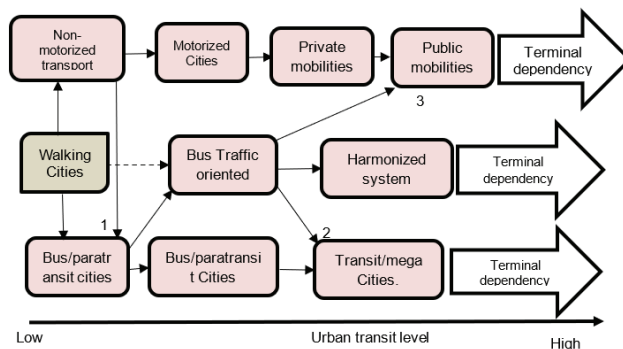 Non-
motorized
transport
Motorized
Cities
Private
mobilities
Public
mobilities
Terminal
dependency
3
Walking
Cities
Bus Traffic
oriented
Harmonized
system
Terminal
dependency
1
2
Bus/paratr
ansit cities
Bus/paratransi
t Cities
Transit/mega
Cities.
Terminal
dependency
Low
Urban transit level
High